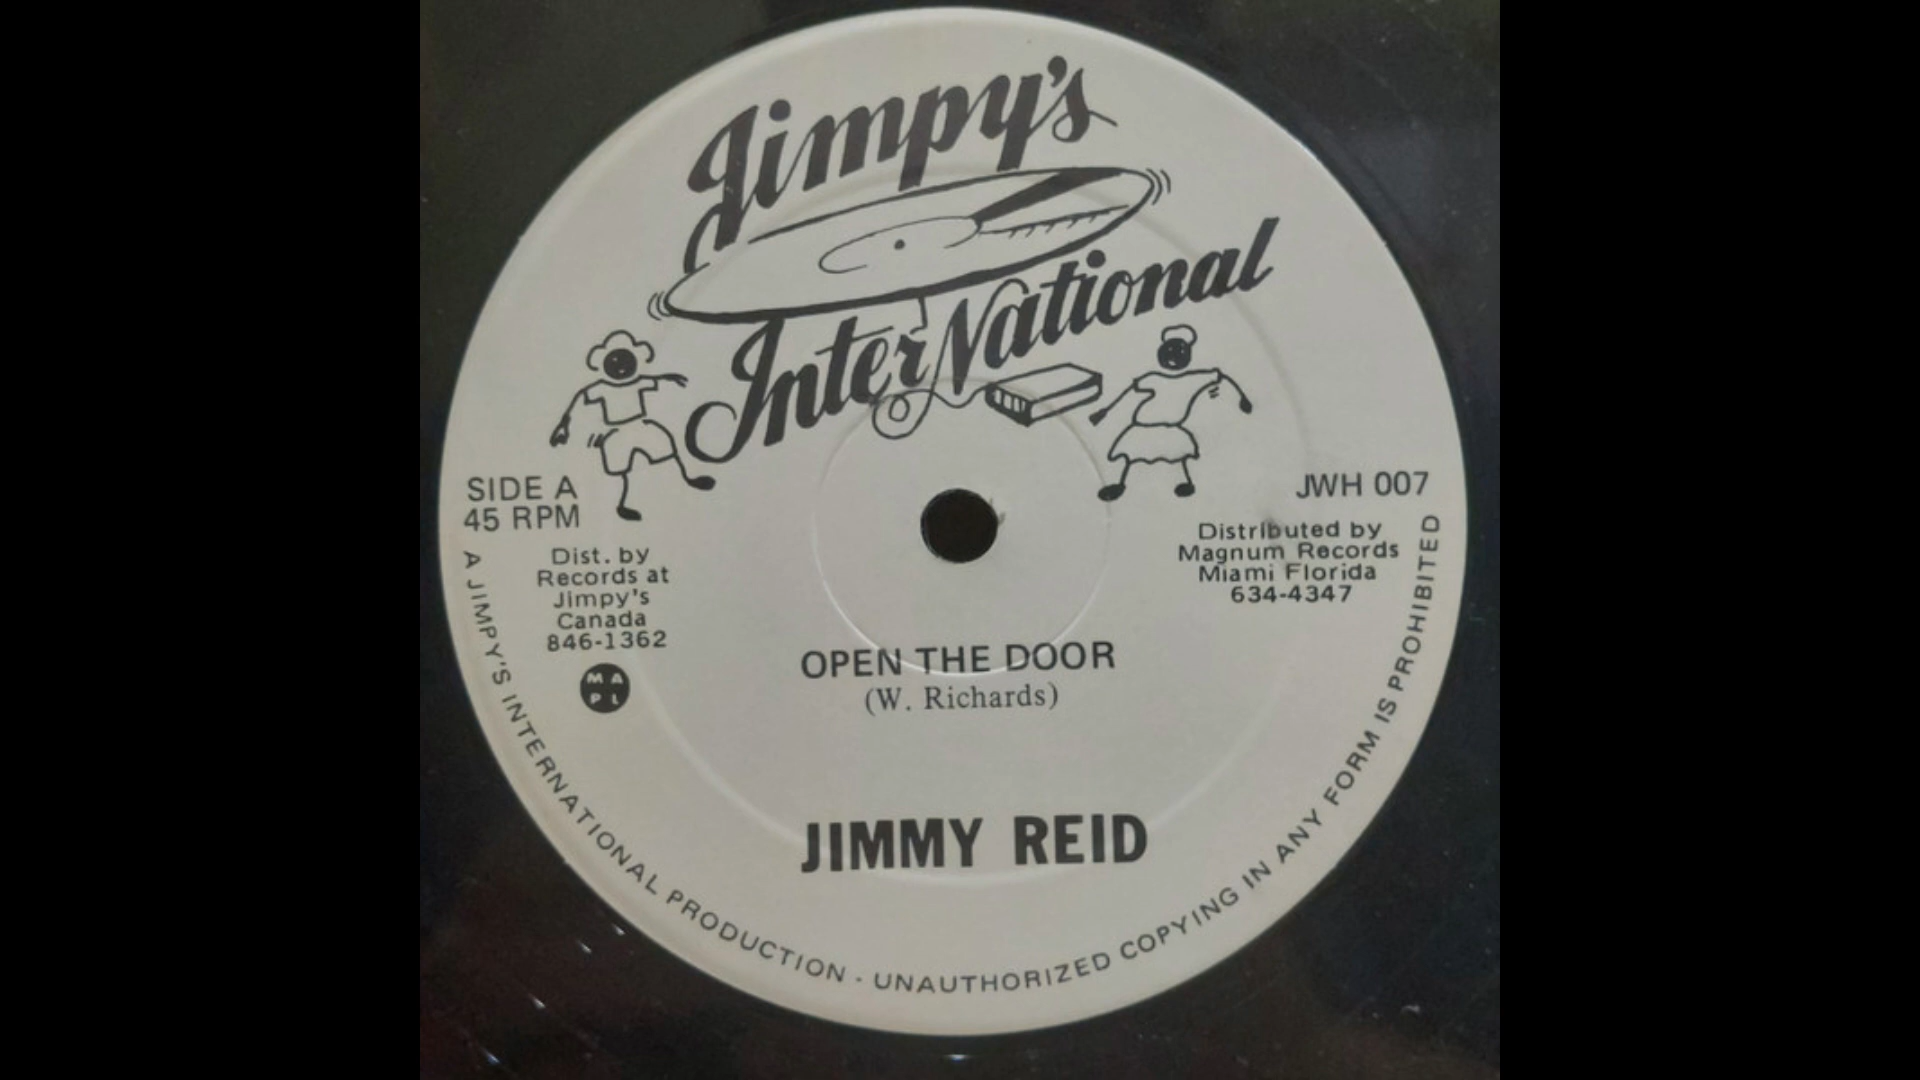 Jimpy's
InterNational
SIDE A
45 RPM
JWH 007
Dist. by
Records at
Jimpy's
Canada
846-1362
MA
PL
Distributed by
Magnum Records
Miami Florida
634-4347
OPEN THE DOOR
(W. Richards)
JIMMY REID
A JIMPY'S INTERNATIONAL PRODUCTION - UNAUTHORIZED COPYING IN ANY FORM IS PROHIBITED